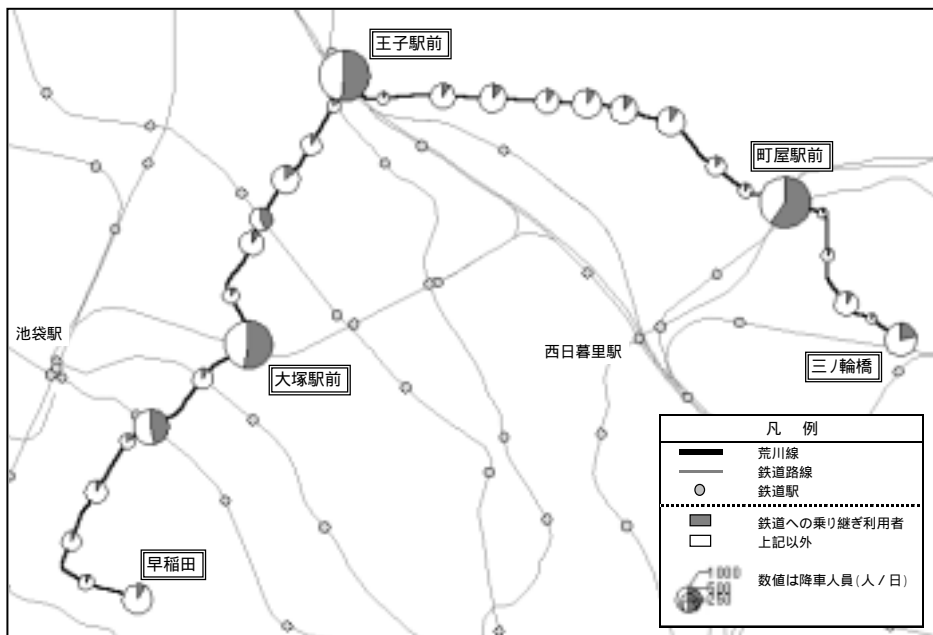 王子駅前
町屋駅前
池袋駅
西日暮里駅
大塚駅前
三ノ輪橋
早稲田
凡 例
荒川線
鉄道路線
鉄道駅
鉄道への乗り継ぎ利用者
上記以外
1000
数値は降車人員(人/日)